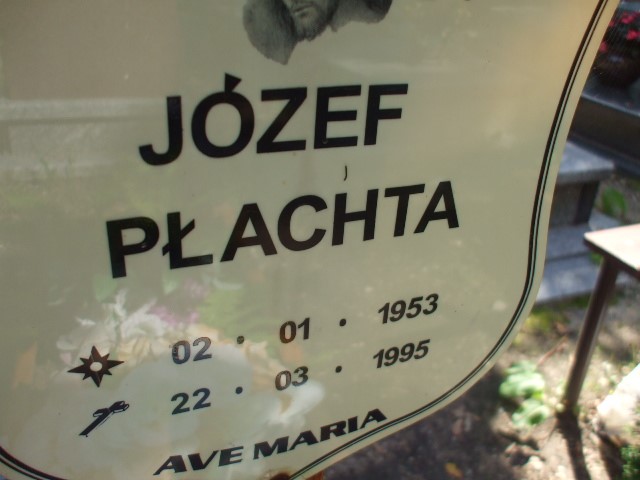 JÓZEF
PŁACHTA
02 · 01 · 1953
22 · 03 · 1995
AVE MARIA